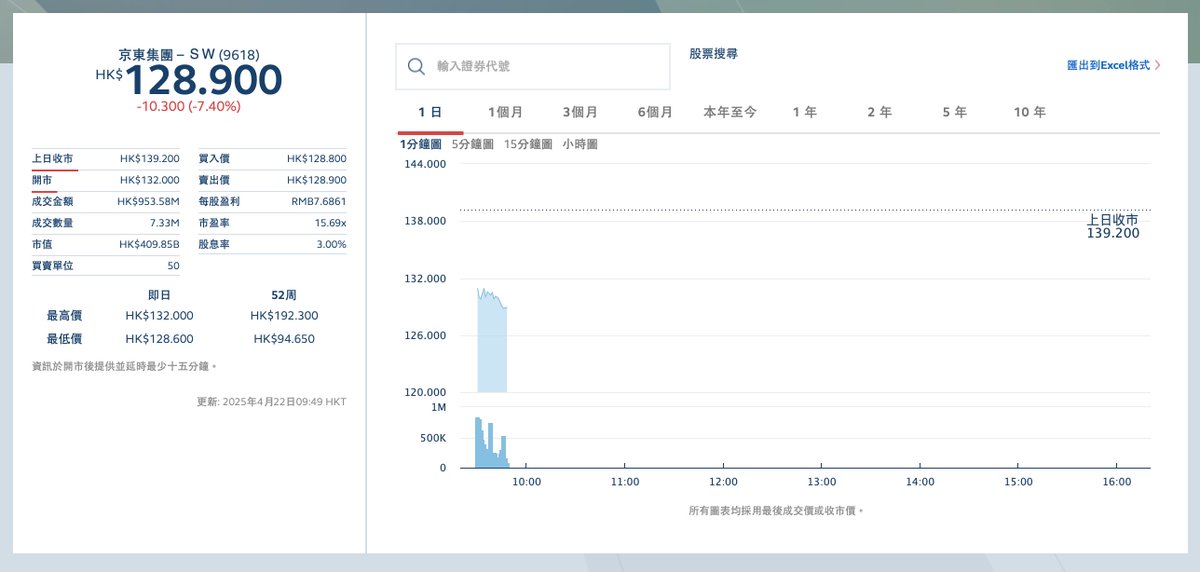 京東集團 – SW (9618)
HK$128.900
-10.300 (-7.40%)
上日收市 HK$139.200 買入價 HK$128.800
開市 HK$132.000 賣出價 HK$128.900
成交金額 HK$953.58M 每股盈利 RMB7.6861
成交數量 7.33M 市盈率 15.69x
市值 HK$409.85B 股息率 3.00%
買賣單位 50
即日 52周
最高價 HK$132.000 HK$192.300
最低價 HK$128.600 HK$94.650
資訊於開市後提供並延時最少十五分鐘。
更新: 2025年4月22日09:49 HKT
輸入證券代號
股票搜尋
匯出到Excel格式
1 日 1個月 3個月 6個月 本年至今 1 年 2 年 5 年 10 年
1分鐘圖 5分鐘圖 15分鐘圖 小時圖
144.000
138.000
上日收市
139.200
132.000
126.000
120.000
1M
500K
0
10:00 11:00 12:00 13:00 14:00 15:00 16:00
所有圖表均採用最後成交價或收市價。